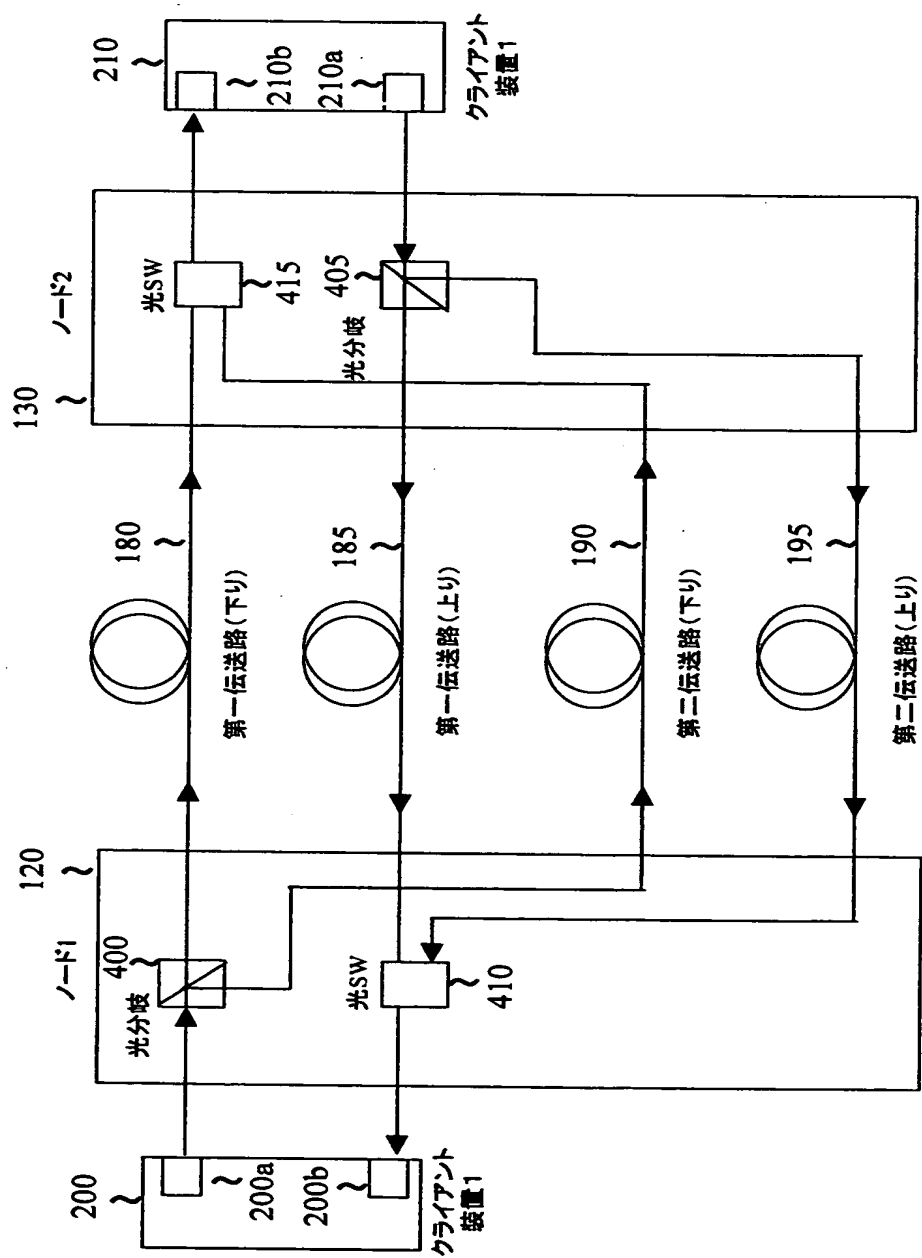 200
200a
200b
クライアント
装置1
120
ノード1
光分岐
400
光SW
410
180
第一伝送路(下り)
185
第一伝送路(上り)
190
第二伝送路(下り)
195
第二伝送路(上り)
130
ノード2
光SW
415
光分岐
405
210
210b
210a
クライアント
装置1